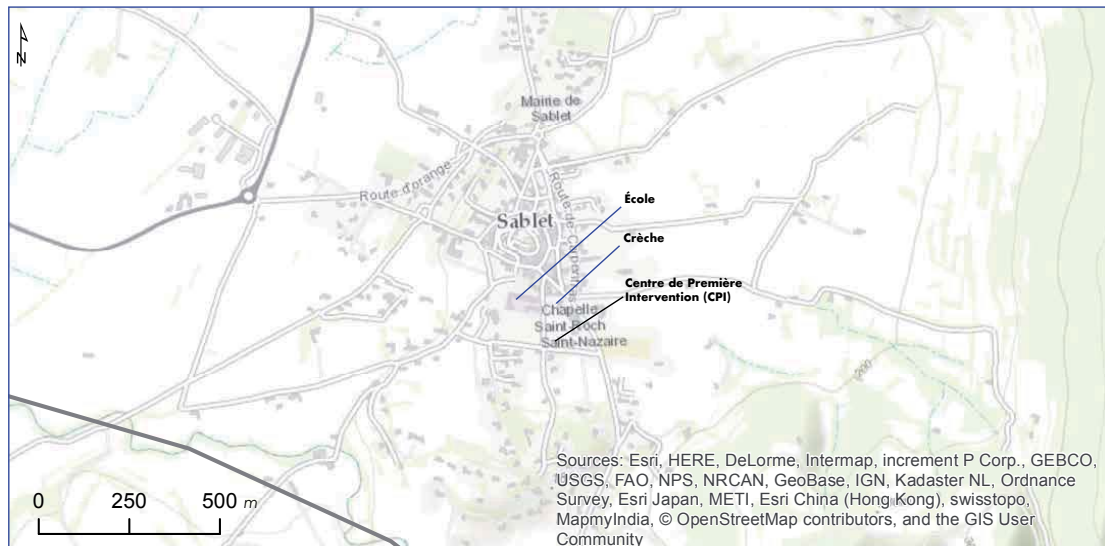 N
Mairie de
Sablet
Route d'orange
Route de Carpentras
École
Sablet
Crèche
Centre de Première
Intervention (CPI)
Chapelle
Saint-Roch
Saint-Nazaire
200
Sources: Esri, HERE, DeLorme, Intermap, increment P Corp., GEBCO,
USGS, FAO, NPS, NRCAN, GeoBase, IGN, Kadaster NL, Ordnance
Survey, Esri Japan, METI, Esri China (Hong Kong), swisstopo,
MapmyIndia, © OpenStreetMap contributors, and the GIS User
Community
0 250 500 m